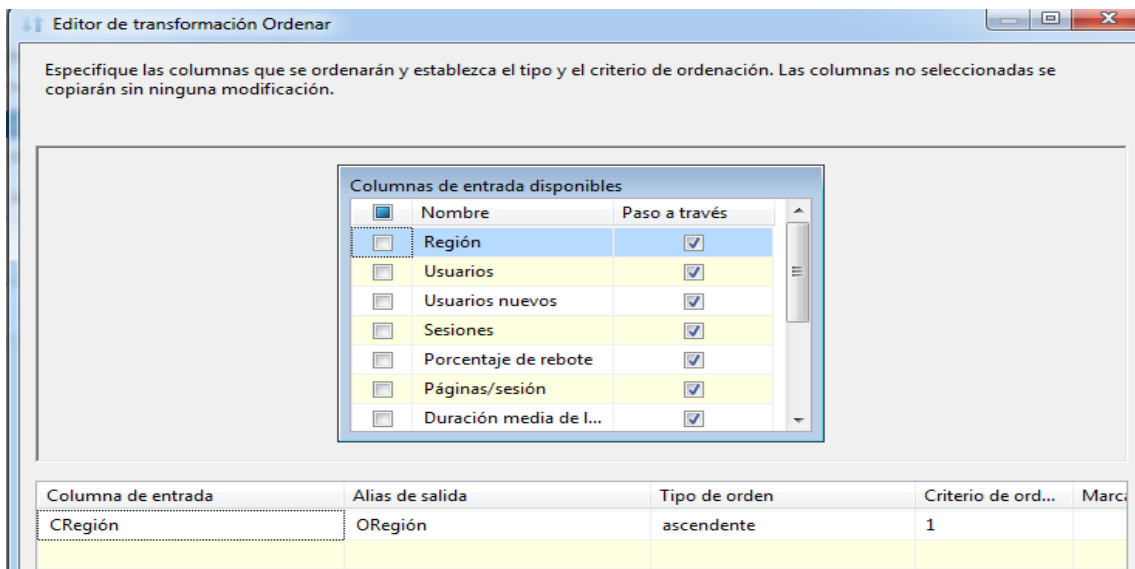 Editor de transformación Ordenar
Especifique las columnas que se ordenarán y establezca el tipo y el criterio de ordenación. Las columnas no seleccionadas se
copiarán sin ninguna modificación.
Columnas de entrada disponibles
Nombre Paso a través
Región
Usuarios
Usuarios nuevos
Sesiones
Porcentaje de rebote
Páginas/sesión
Duración media de l...
Columna de entrada Alias de salida Tipo de orden Criterio de ord... Marca
CRegión ORegión ascendente 1